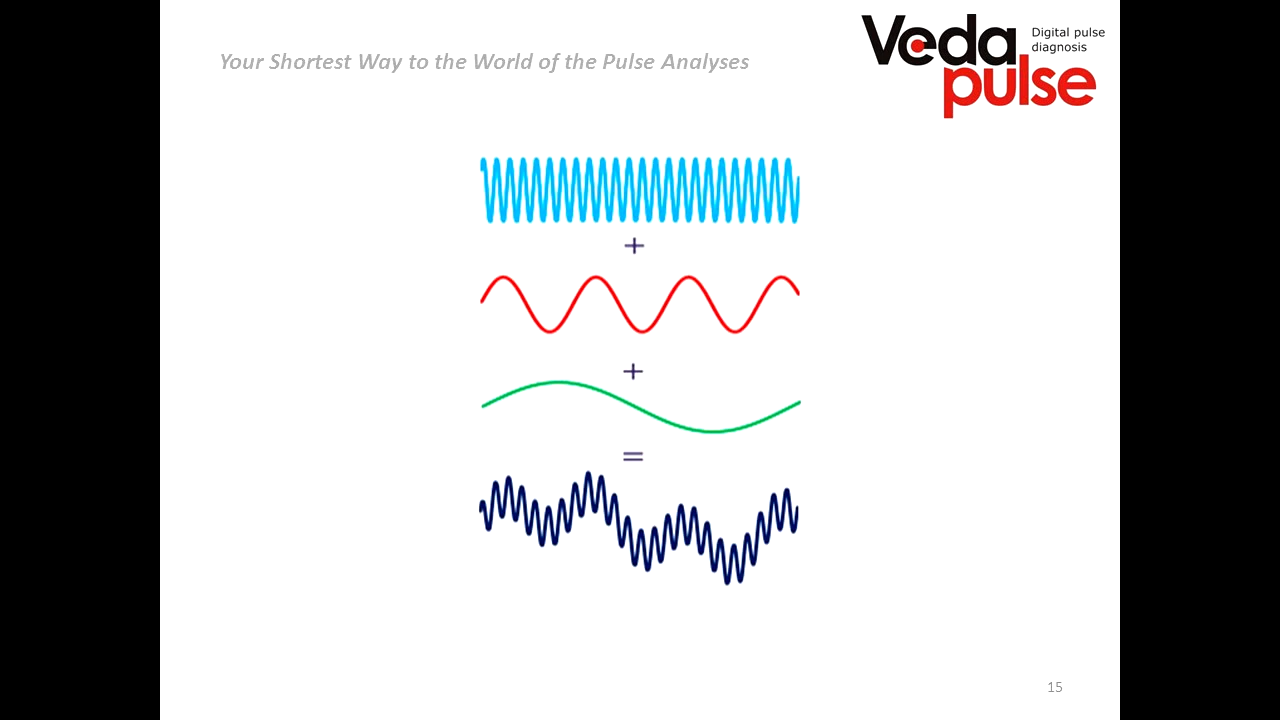 Your Shortest Way to the World of the Pulse Analyses
Veda
pulse
Digital pulse
diagnosis
+
+
=
15